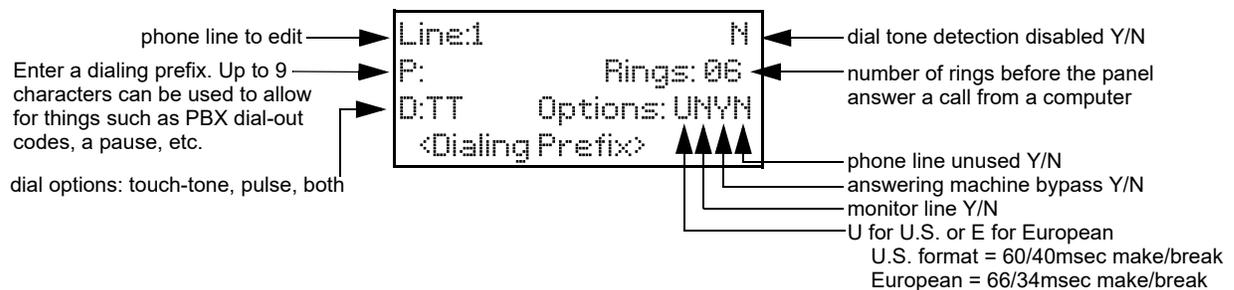 phone line to edit
Enter a dialing prefix. Up to 9
characters can be used to allow
for things such as PBX dial-out
codes, a pause, etc.
dial options: touch-tone, pulse, both
Line:1 N
P: Rings: 06
D:TT Options: UNYN
<Dialing Prefix>
dial tone detection disabled Y/N
number of rings before the panel
answer a call from a computer
phone line unused Y/N
answering machine bypass Y/N
monitor line Y/N
U for U.S. or E for European
U.S. format = 60/40msec make/break
European = 66/34msec make/break